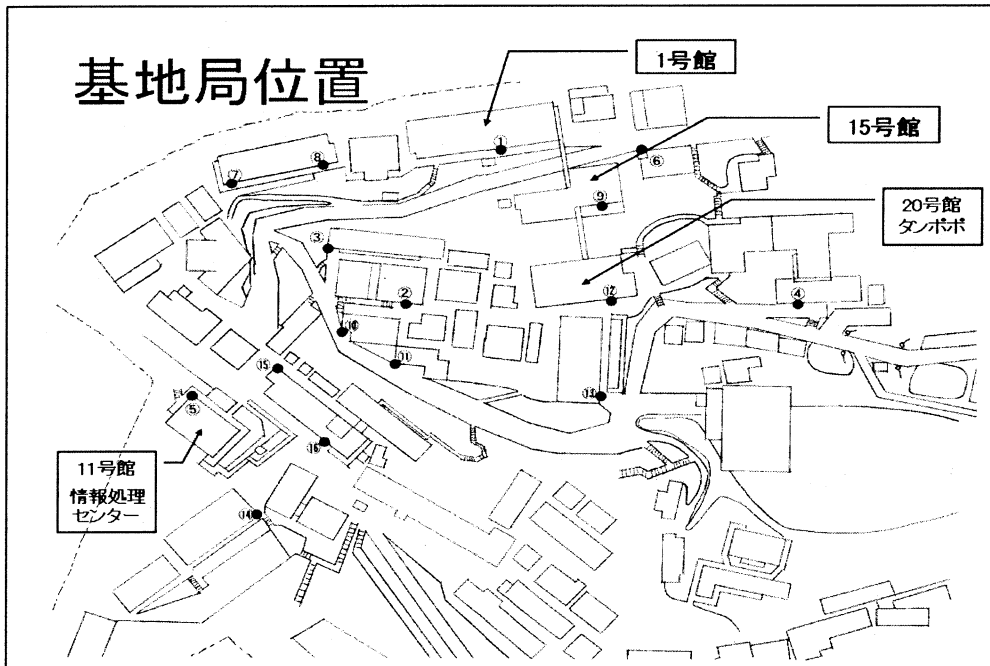 基地局位置
1号館
15号館
20号館
タンポポ
11号館
情報処理
センター
①
②
③
④
⑤
⑥
⑦
⑧
⑨
⑩
⑪
⑫
⑬
⑭
⑮
⑯